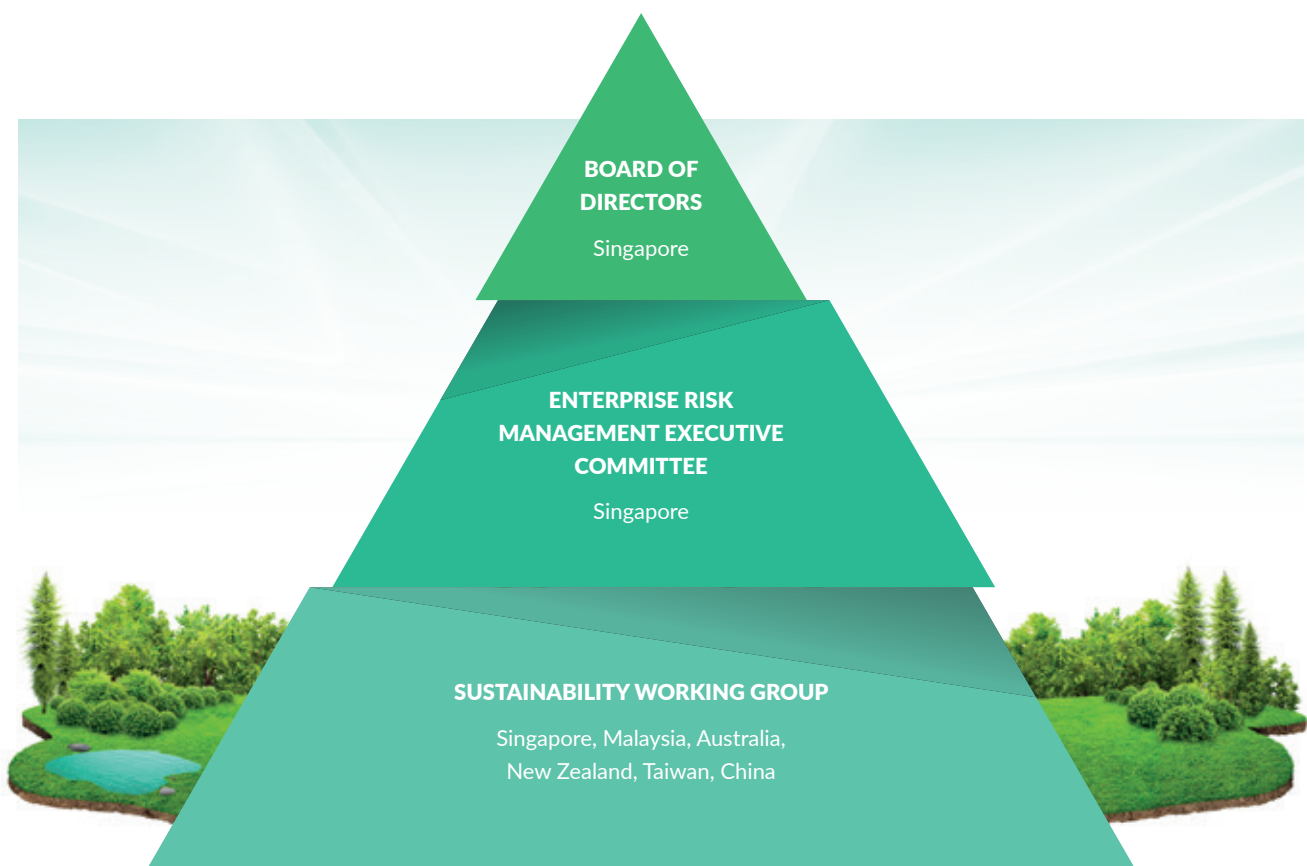 BOARD OF
DIRECTORS
Singapore
ENTERPRISE RISK
MANAGEMENT EXECUTIVE
COMMITTEE
Singapore
SUSTAINABILITY WORKING GROUP
Singapore, Malaysia, Australia,
New Zealand, Taiwan, China